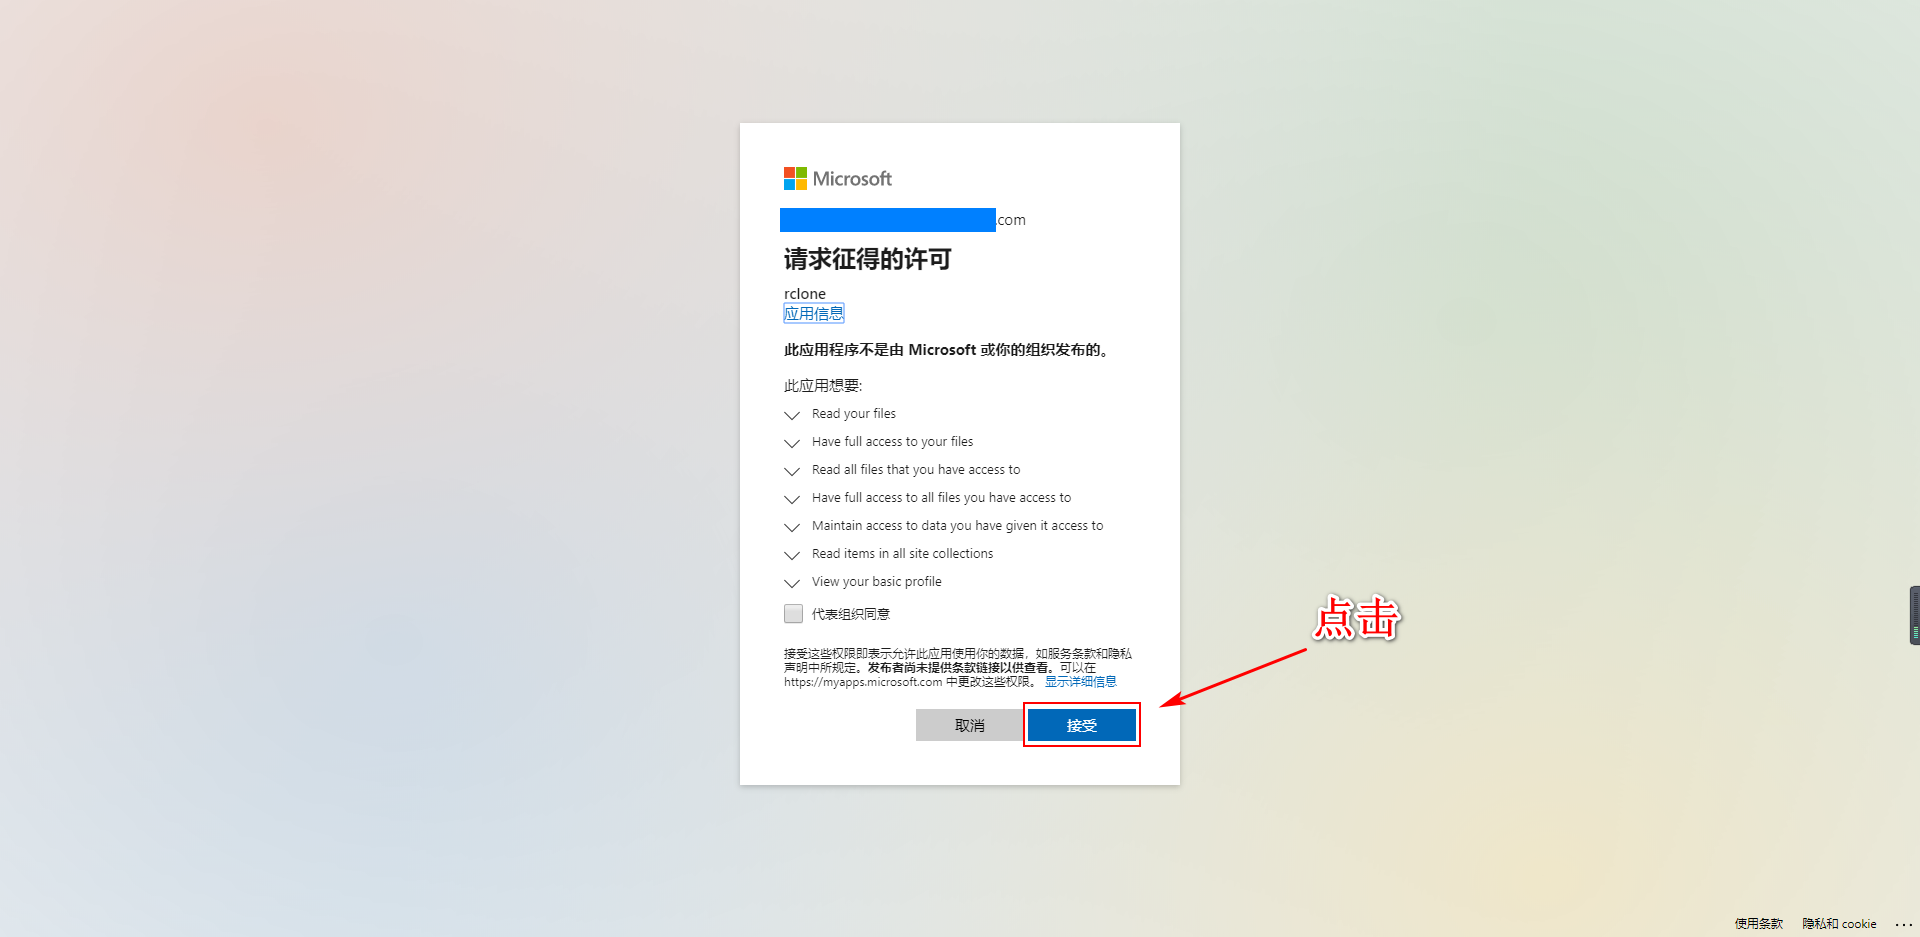 Microsoft
.com
请求征得的许可
rclone
应用信息
此应用程序不是由 Microsoft 或你的组织发布的。
此应用想要:
Read your files
Have full access to your files
Read all files that you have access to
Have full access to all files you have access to
Maintain access to data you have given it access to
Read items in all site collections
View your basic profile
代表组织同意
接受这些权限即表示允许此应用使用你的数据，如服务条款和隐私
声明中所规定。发布者尚未提供条款链接以供查看。可以在
https://myapps.microsoft.com 中更改这些权限。 显示详细信息
取消
接受
点击
使用条款
隐私和 cookie
...